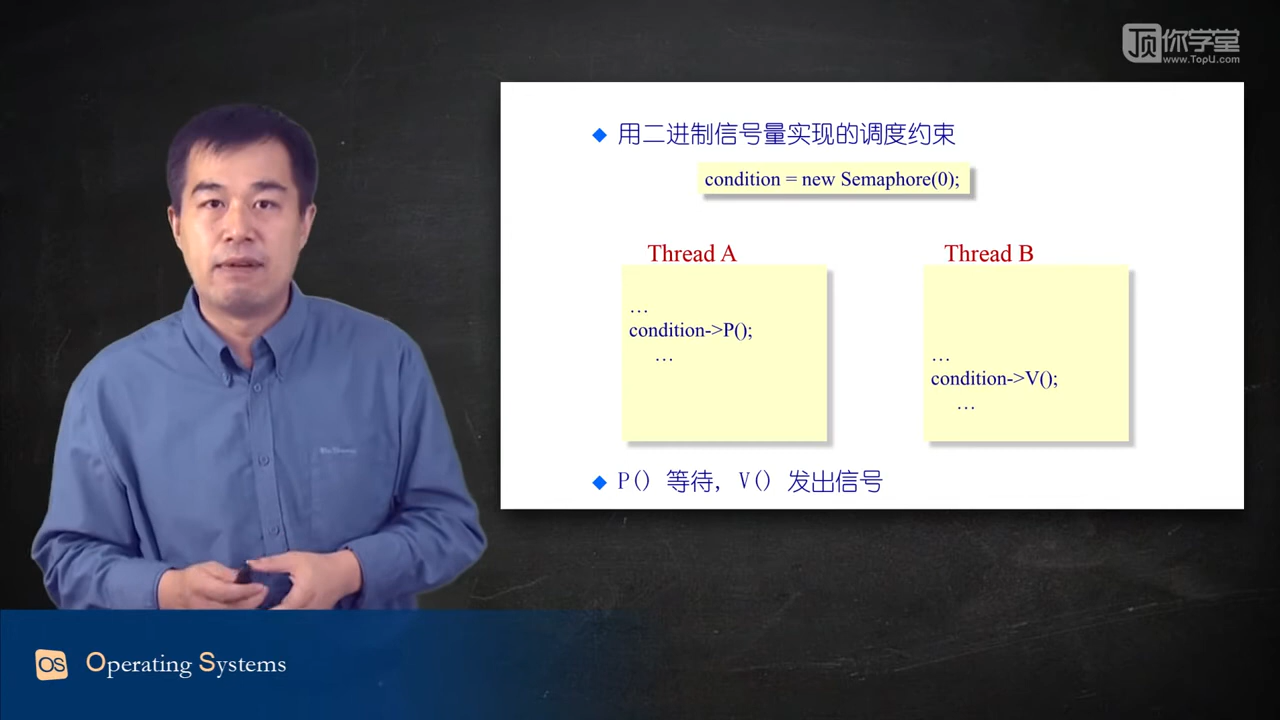 顶你学堂
www.TopU.com
◆ 用二进制信号量实现的调度约束
condition = new Semaphore(0);
Thread A
Thread B
…
condition->P();
…
…
condition->V();
…
◆ P() 等待, V() 发出信号
OS Operating Systems